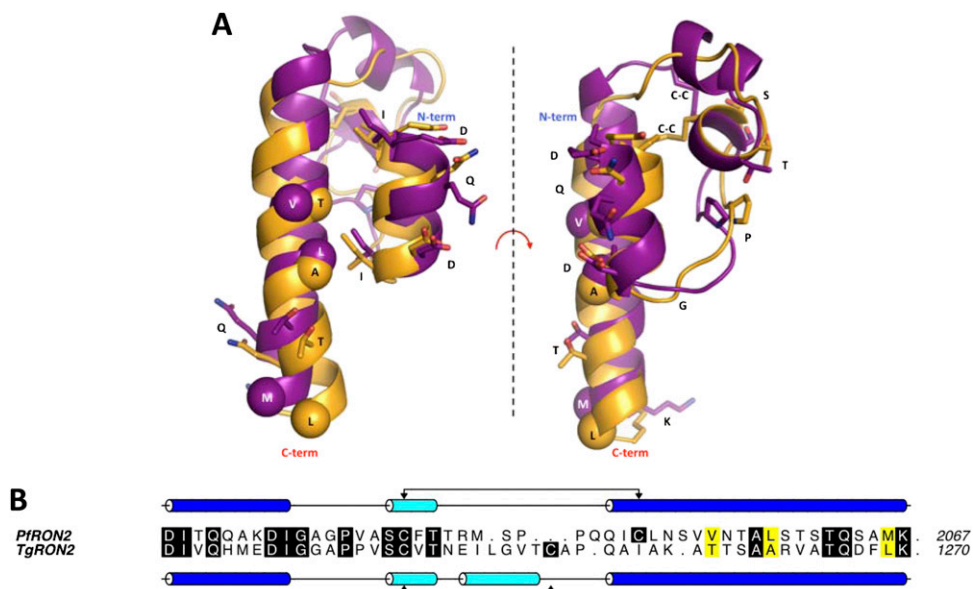 A
I
N-term
D
Q
V
T
L
A
I
D
Q
T
M
L
C-term
C-C
S
N-term
C-C
D
T
Q
V
P
D
A
G
T
M
K
L
C-term
B
PfRON2 DITQQAKDIGAGPVASCFTTRM.SP...PQQICLNSVVNTALSTSTQSAMK. 2067
TgRON2 DIVQHMEDIGGAPPVSCVTNEILGVTCAP.QAIAK.ATTSAARVATQDFLK. 1270